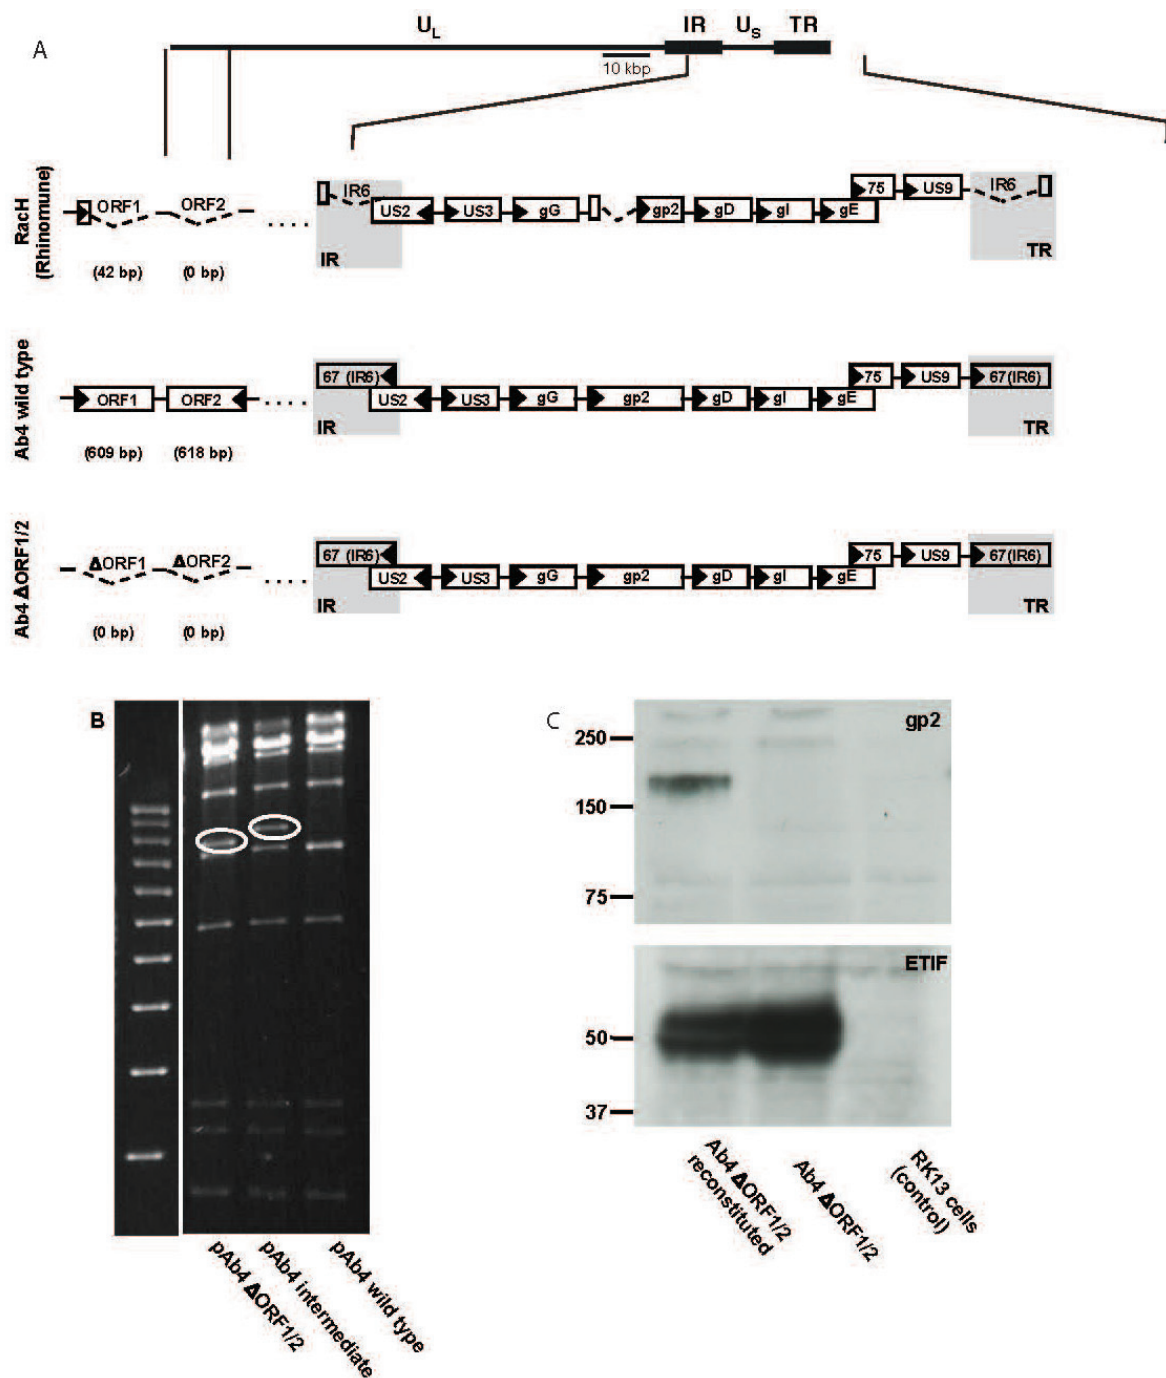 A
U_L IR U_S TR
10 kbp
RacH
(Rhinomune)
ORF1 ORF2 .... IR6 US2 US3 gG gp2 gD gI gE 75 US9 IR6
IR TR
(42 bp) (0 bp)
Ab4 wild type
ORF1 ORF2 .... 67 (IR6) US2 US3 gG gp2 gD gI gE 75 US9 67(IR6)
IR TR
(609 bp) (618 bp)
Ab4 ΔORF1/2
ΔORF1 ΔORF2 .... 67 (IR6) US2 US3 gG gp2 gD gI gE 75 US9 67(IR6)
IR TR
(0 bp) (0 bp)
B
pAb4 ΔORF1/2
pAb4 intermediate
pAb4 wild type
C
gp2
250
150
75
ETIF
50
37
Ab4 ΔORF1/2
reconstituted
Ab4 ΔORF1/2
RK13 cells
(control)